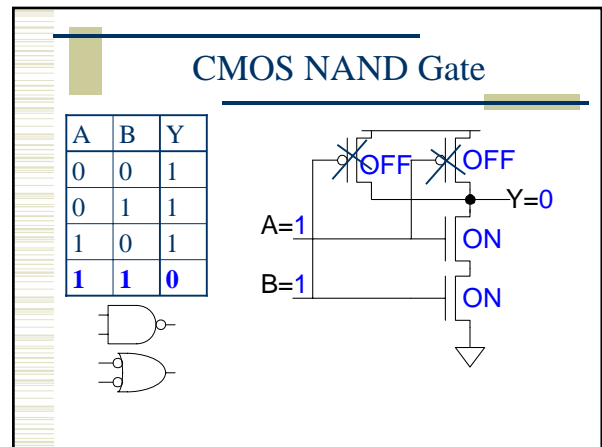 CMOS NAND Gate
A B Y
0 0 1
0 1 1
1 0 1
1 1 0
OFF OFF
Y=0
A=1
ON
B=1
ON